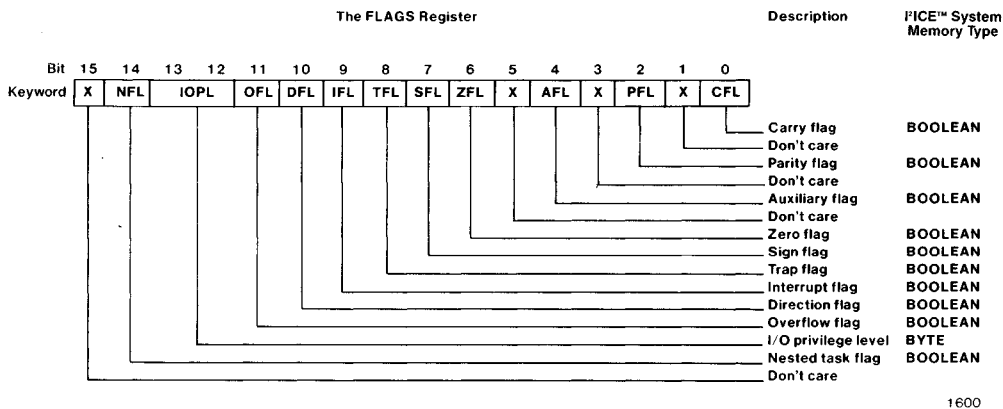 The FLAGS Register Description I²ICE™ System
Memory Type
Bit 15 14 13 12 11 10 9 8 7 6 5 4 3 2 1 0
Keyword X NFL IOPL OFL DFL IFL TFL SFL ZFL X AFL X PFL X CFL
Carry flag BOOLEAN
Don't care
Parity flag BOOLEAN
Don't care
Auxiliary flag BOOLEAN
Don't care
Zero flag BOOLEAN
Sign flag BOOLEAN
Trap flag BOOLEAN
Interrupt flag BOOLEAN
Direction flag BOOLEAN
Overflow flag BOOLEAN
I/O privilege level BYTE
Nested task flag BOOLEAN
Don't care
1600